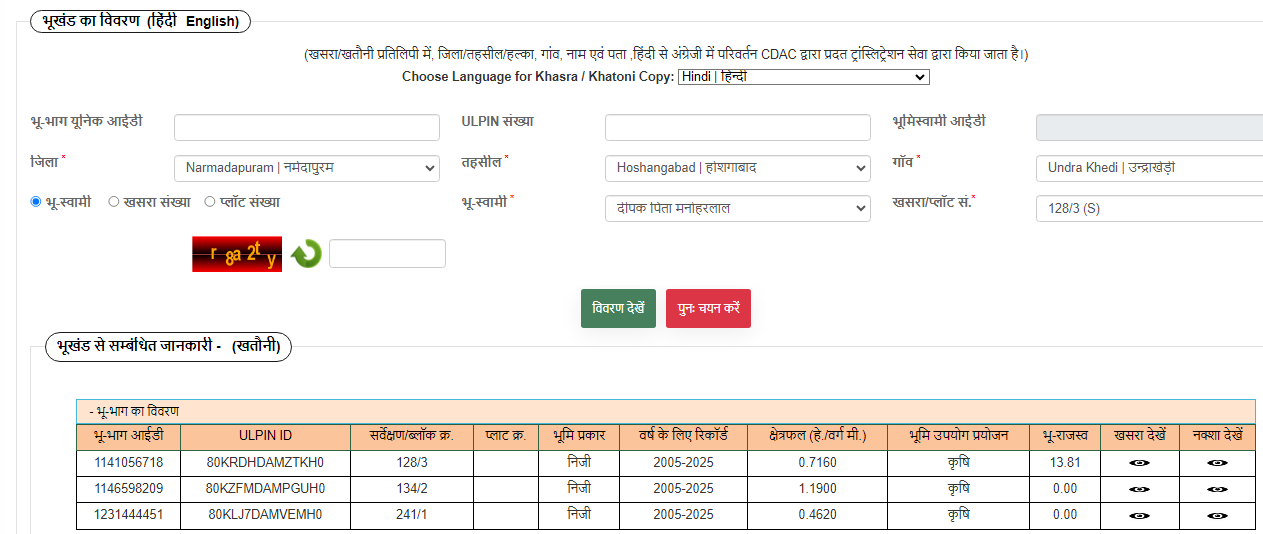 भूखंड का विवरण (हिंदी English)
(खसरा/खतौनी प्रतिलिपी में, जिला/तहसील/हल्का, गांव, नाम एवं पता ,हिंदी से अंग्रेजी में परिवर्तन CDAC द्वारा प्रदत ट्रांस्लिट्रेशन सेवा द्वारा किया जाता है।)
Choose Language for Khasra / Khatoni Copy: Hindi | हिन्दी
भू-भाग यूनिक आईडी ULPIN संख्या भूमिस्वामी आईडी
जिला * Narmadapuram | नर्मदापुरम तहसील * Hoshangabad | होशंगाबाद गाँव * Undra Khedi | उन्द्राखेड़ी
भू-स्वामी खसरा संख्या प्लॉट संख्या भू-स्वामी * दीपक पिता मनोहरलाल खसरा/प्लॉट सं.* 128/3 (S)
r 8a 2t y
विवरण देखें पुनः चयन करें
भूखंड से सम्बंधित जानकारी - (खतौनी)
- भू-भाग का विवरण
भू-भाग आईडी ULPIN ID सर्वेक्षण/ब्लॉक क्र. प्लाट क्र. भूमि प्रकार वर्ष के लिए रिकॉर्ड क्षेत्रफल (हे./वर्ग मी.) भूमि उपयोग प्रयोजन भू-राजस्व खसरा देखें नक्शा देखें
1141056718 80KRDHDAMZTKH0 128/3 निजी 2005-2025 0.7160 कृषि 13.81
1146598209 80KZFMDAMPGUH0 134/2 निजी 2005-2025 1.1900 कृषि 0.00
1231444451 80KLJ7DAMVEMH0 241/1 निजी 2005-2025 0.4620 कृषि 0.00